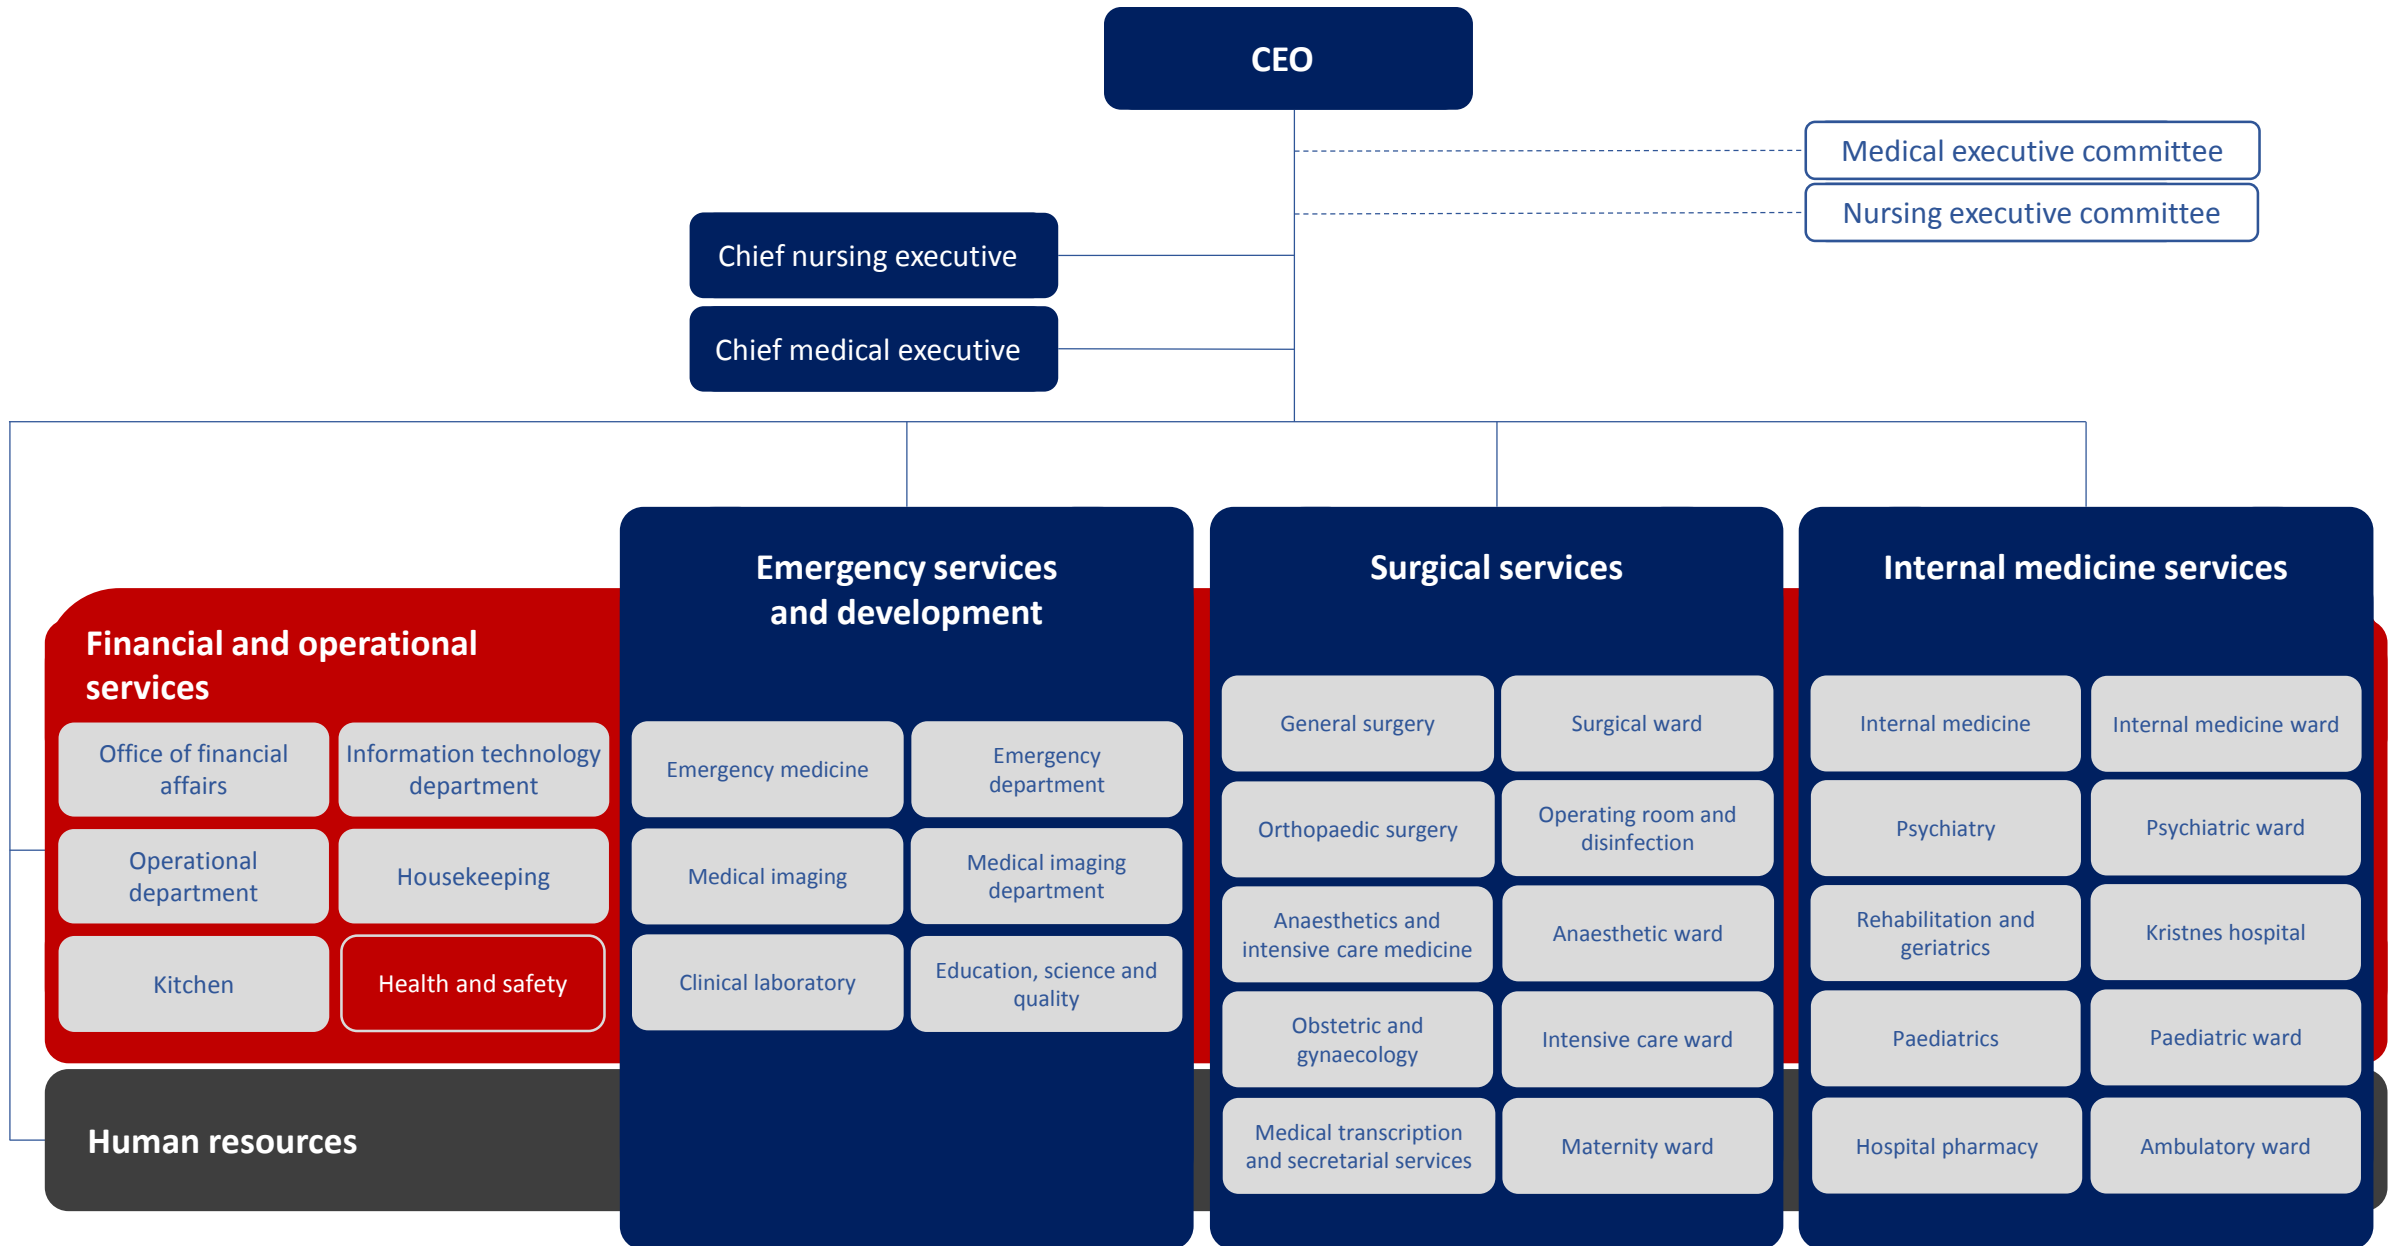 CEO
Medical executive committee
Nursing executive committee
Chief nursing executive
Chief medical executive
Financial and operational
services
Office of financial
affairs
Information technology
department
Operational
department
Housekeeping
Kitchen
Health and safety
Human resources
Emergency services
and development
Emergency medicine
Emergency
department
Medical imaging
Medical imaging
department
Clinical laboratory
Education, science and
quality
Surgical services
General surgery
Surgical ward
Orthopaedic surgery
Operating room and
disinfection
Anaesthetics and
intensive care medicine
Anaesthetic ward
Obstetric and
gynaecology
Intensive care ward
Medical transcription
and secretarial services
Maternity ward
Internal medicine services
Internal medicine
Internal medicine ward
Psychiatry
Psychiatric ward
Rehabilitation and
geriatrics
Kristnes hospital
Paediatrics
Paediatric ward
Hospital pharmacy
Ambulatory ward